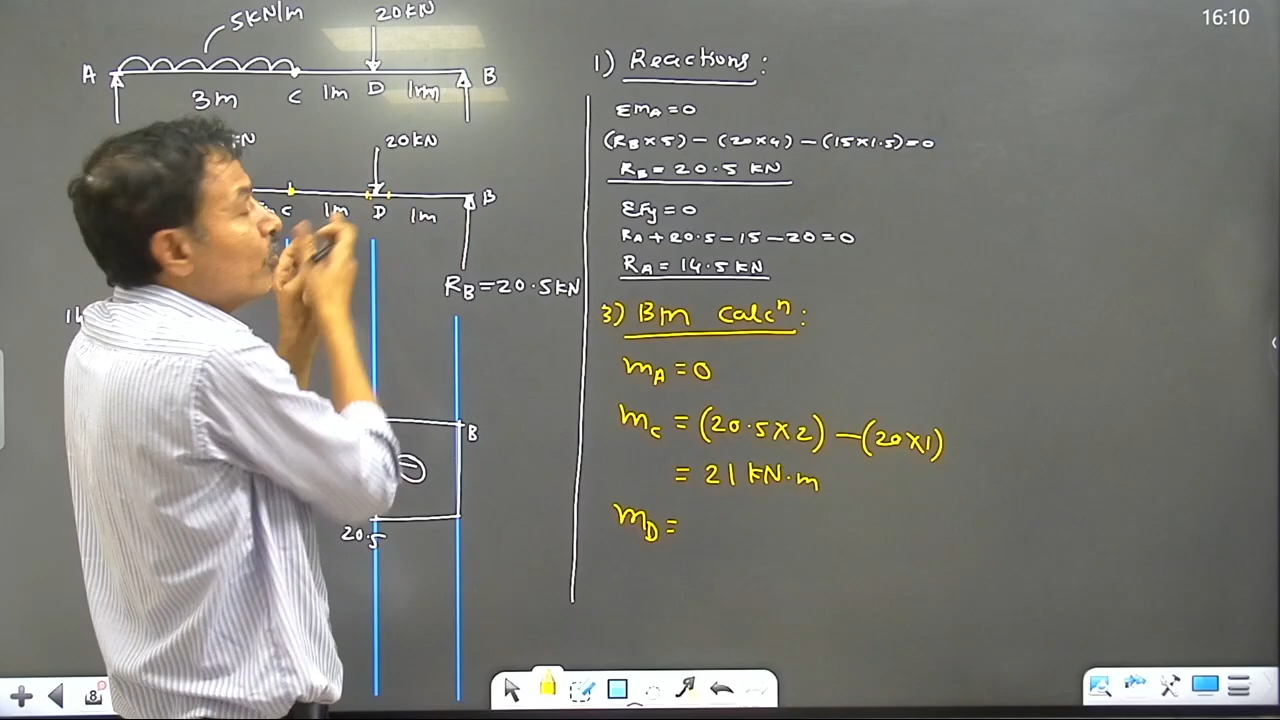 16:10
5KN/m
20KN
A
B
3m C 1m D 1m
KN
20KN
B
C 1m D 1m
RB=20.5KN
B
20.5
1) Reactions:
ΣMA=0
(RB×5)−(20×4)−(15×1.5)=0
RB=20.5 KN
ΣFy=0
RA+20.5−15−20=0
RA=14.5 KN
3) Bm calcⁿ:
MA=0
MC=(20.5×2)−(20×1)
=21 KN.m
MD=
8